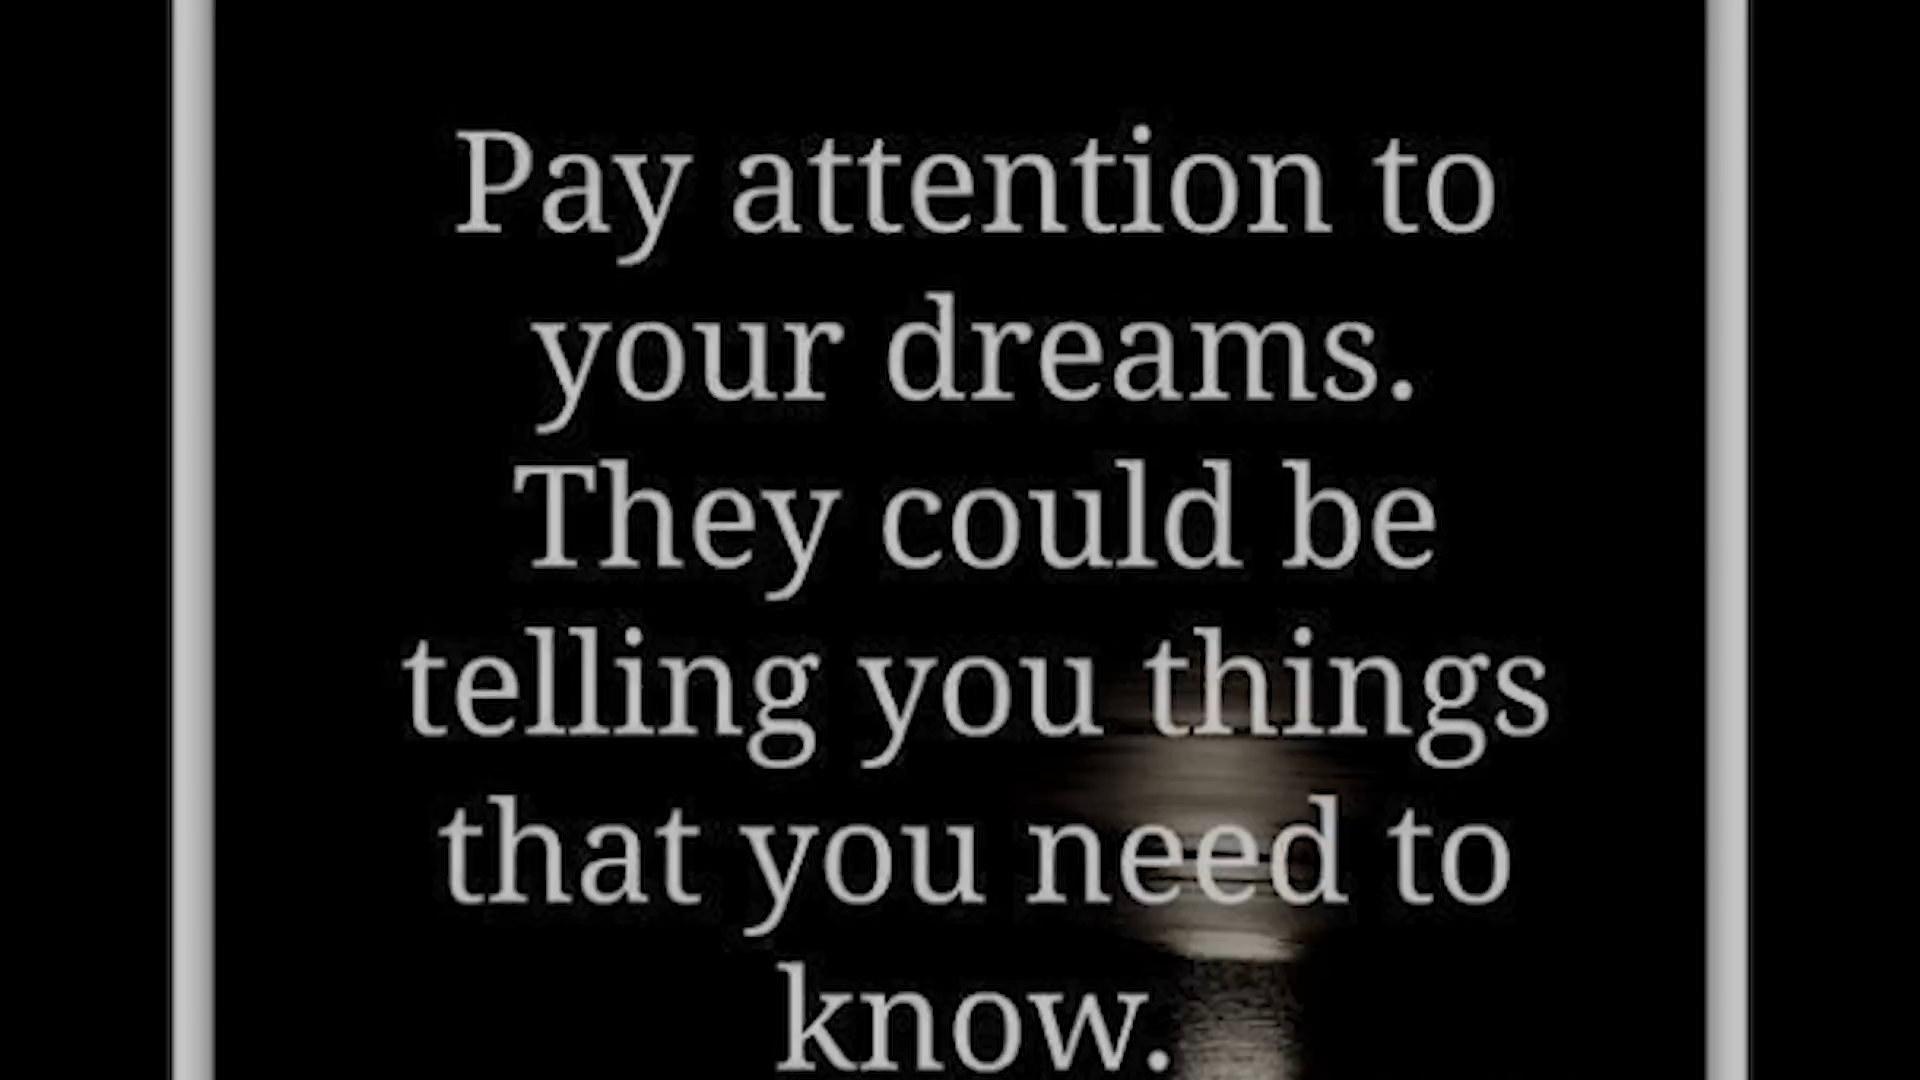 Pay attention to
your dreams.
They could be
telling you things
that you need to
know.